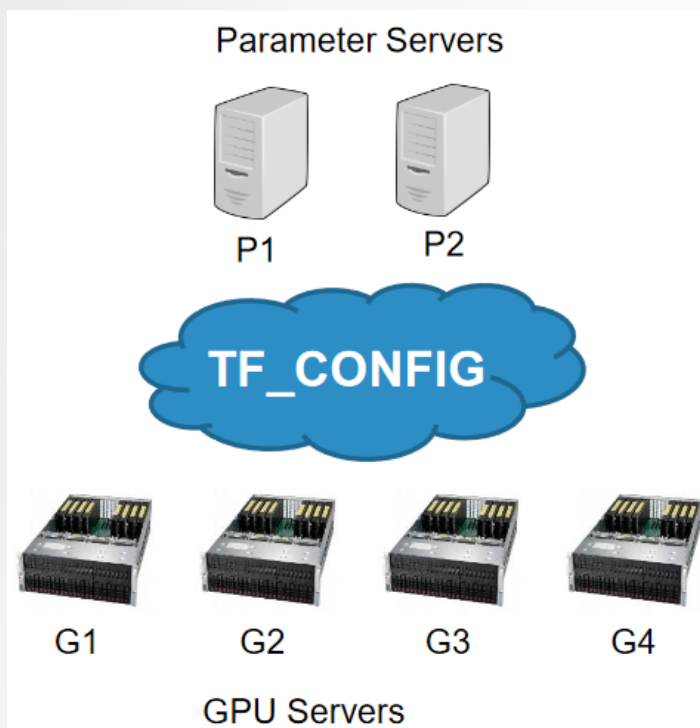 Parameter Servers
P1 P2
TF_CONFIG
G1 G2 G3 G4
GPU Servers